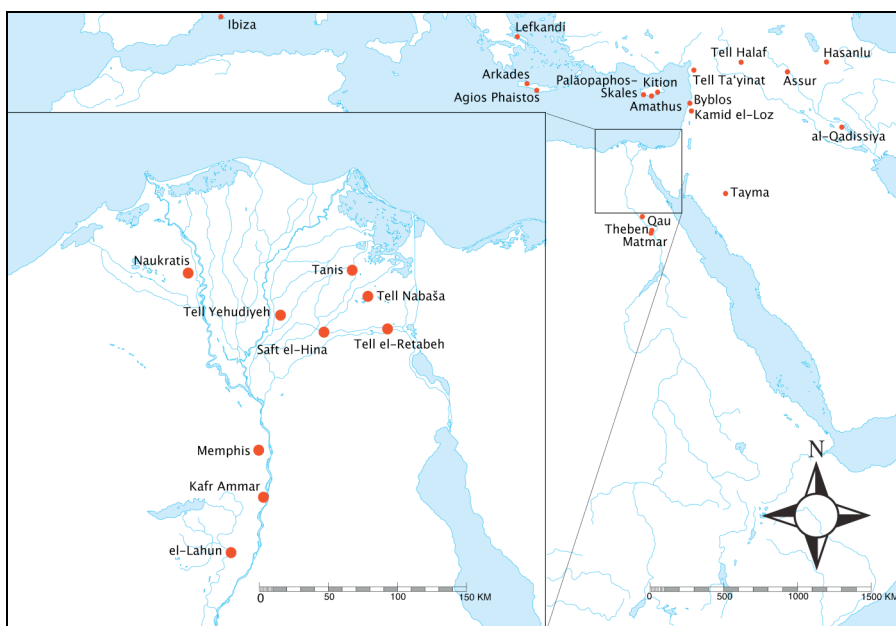 Ibiza
Lefkandi
Tell Halaf
Hasanlu
Arkades
Paläopaphos-
Skales
Kition
Tell Ta'yinat
Assur
Agios Phaistos
Amathus
Byblos
Kamid el-Loz
al-Qadissiya
Tayma
Qau
Theben
Matmar
Naukratis
Tanis
Tell Nabaša
Tell Yehudiyeh
Saft el-Hina
Tell el-Retabeh
Memphis
Kafr Ammar
el-Lahun
N
0 50 100 150 KM
0 500 1000 1500 KM